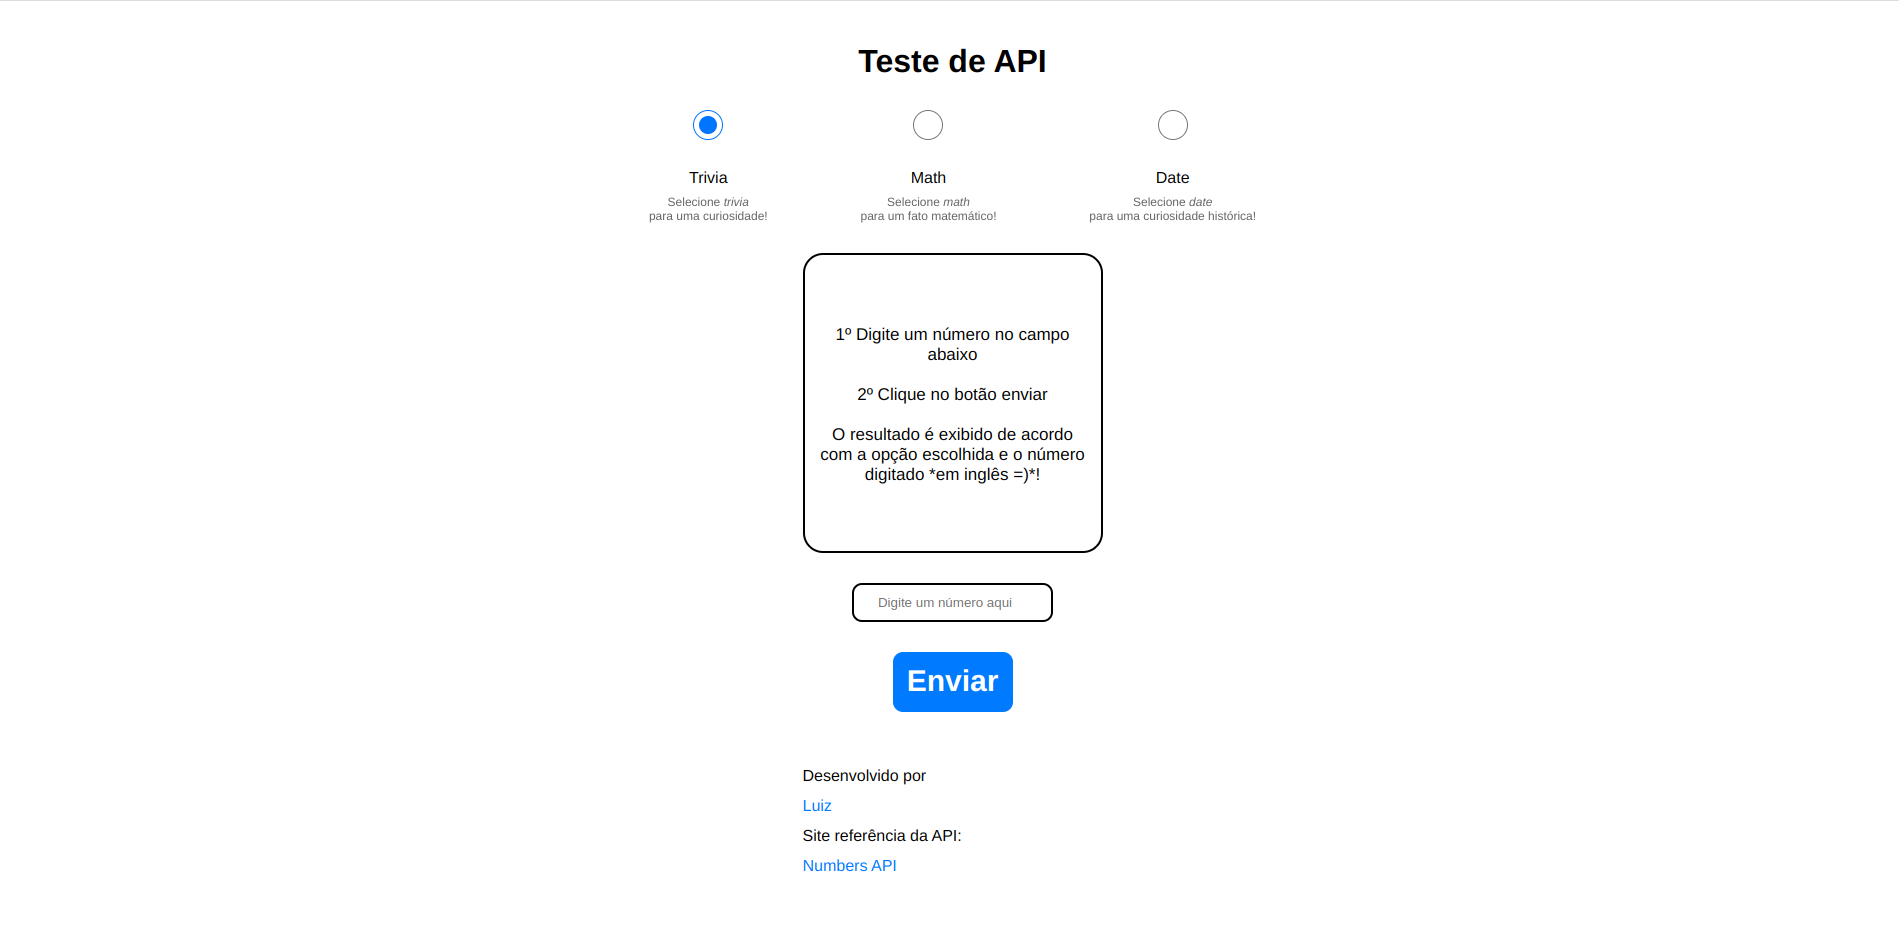 Teste de API
Trivia
Selecione trivia
para uma curiosidade!
Math
Selecione math
para um fato matemático!
Date
Selecione date
para uma curiosidade histórica!
1º Digite um número no campo
abaixo
2º Clique no botão enviar
O resultado é exibido de acordo
com a opção escolhida e o número
digitado *em inglês =)*!
Digite um número aqui
Enviar
Desenvolvido por
Luiz
Site referência da API:
Numbers API